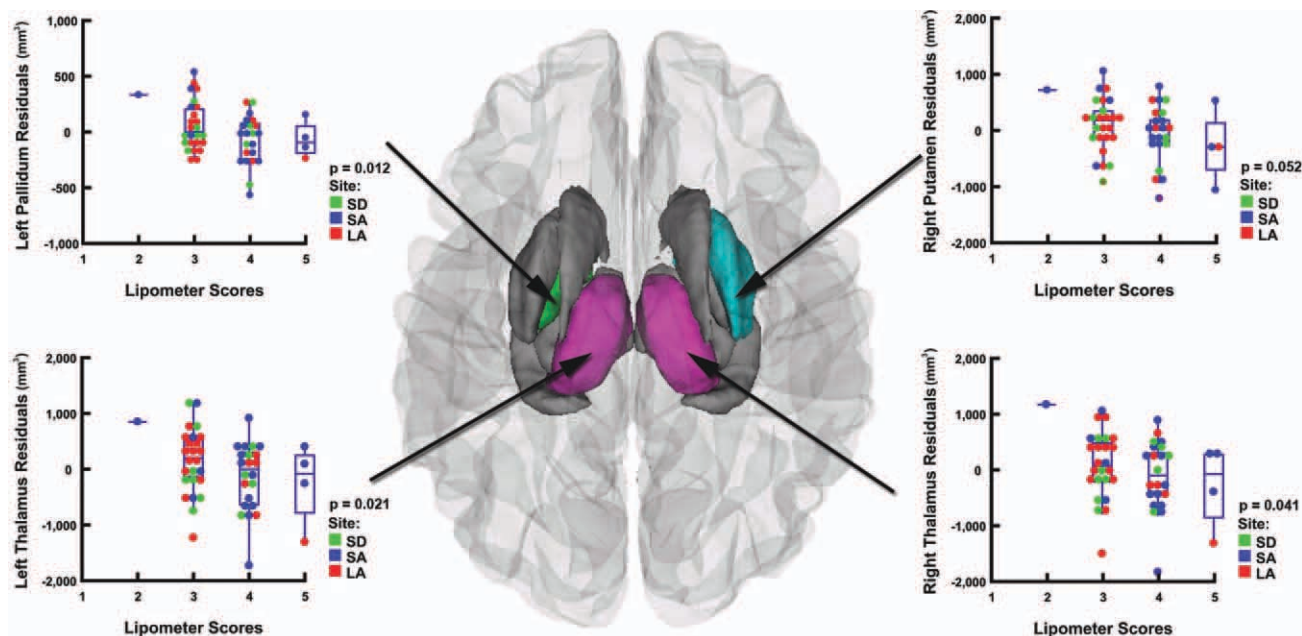 1,000
500
0
-500
-1,000
Left Pallidum Residuals (mm³)
1 2 3 4 5
Lipometer Scores
p = 0.012
Site:
SD
SA
LA
2,000
1,000
0
-1,000
-2,000
Right Putamen Residuals (mm³)
1 2 3 4 5
Lipometer Scores
p = 0.052
Site:
SD
SA
LA
2,000
1,000
0
-1,000
-2,000
Left Thalamus Residuals (mm³)
1 2 3 4 5
Lipometer Scores
p = 0.021
Site:
SD
SA
LA
2,000
1,000
0
-1,000
-2,000
Right Thalamus Residuals (mm³)
1 2 3 4 5
Lipometer Scores
p = 0.041
Site:
SD
SA
LA